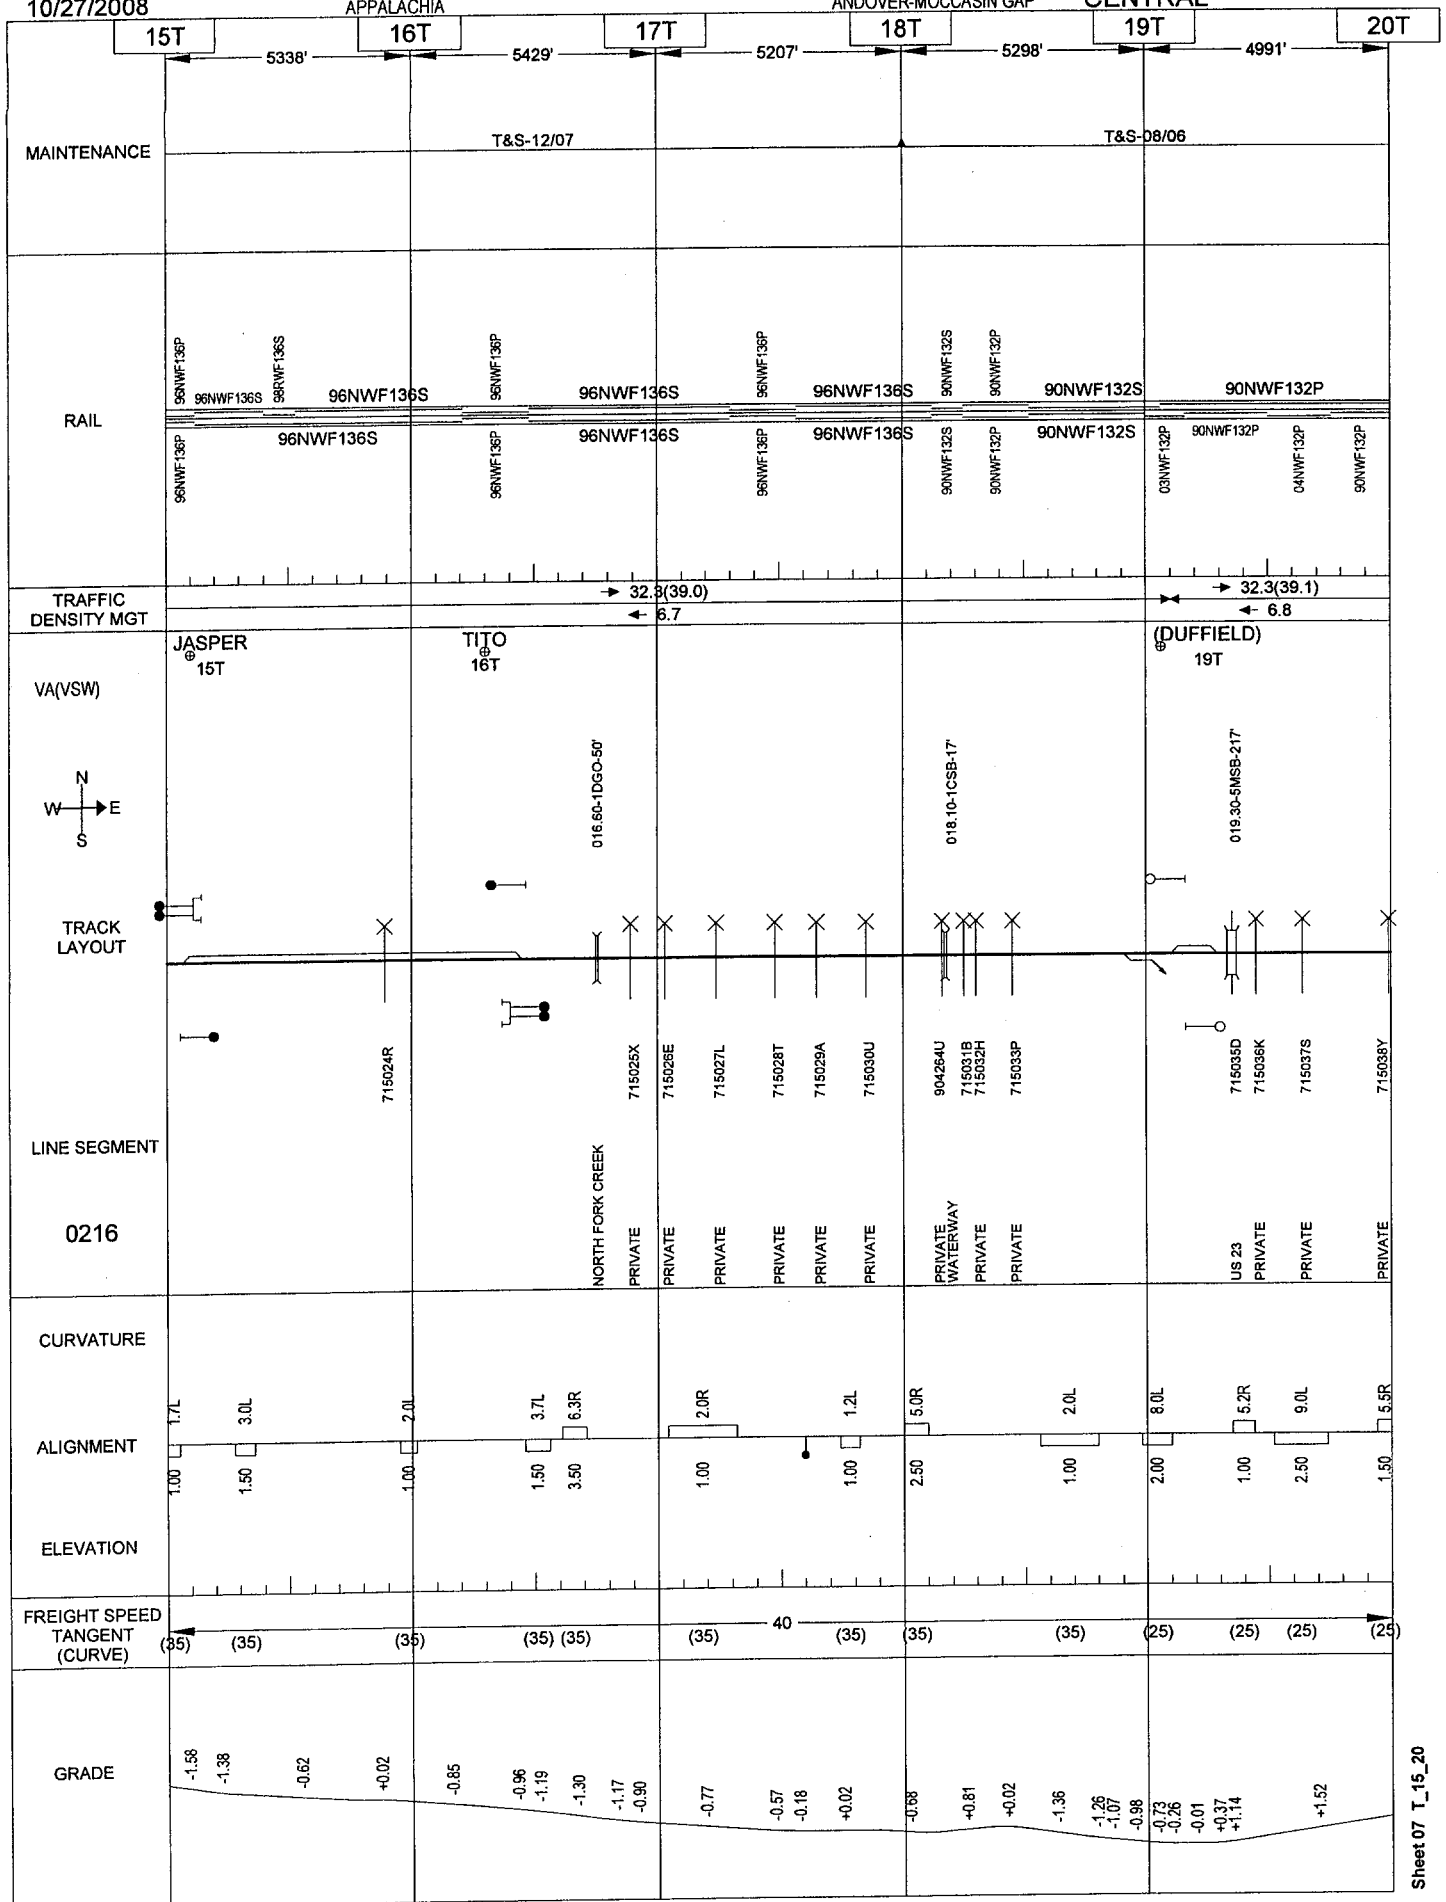 10/27/2008 APPALACHIA ANDOVER-MOCCASIN GAP CENTRAL
15T 16T 17T 18T 19T 20T
5338' 5429' 5207' 5298' 4991'
MAINTENANCE
T&S-12/07 T&S-08/06
96NWF136P 98RWF136S 96NWF136P 96NWF136P 90NWF132S 90NWF132P
96NWF136S 96NWF136S 96NWF136S 96NWF136S 90NWF132S 90NWF132P
RAIL
96NWF136S 96NWF136S 96NWF136S 90NWF132S 90NWF132P
96NWF136P 96NWF136P 96NWF136P 90NWF132S 90NWF132P 03NWF132P 04NWF132P 90NWF132P
TRAFFIC
DENSITY MGT
32.3(39.0) 32.3(39.1)
6.7 6.8
JASPER TITO (DUFFIELD)
15T 16T 19T
VA(VSW)
N
W E
S
016.60-1DGO-50' 018.10-1CSB-17' 019.30-5MSB-217'
TRACK
LAYOUT
715024R 715025X 715026E 715027L 715028T 715029A 715030U 904264U 715031B 715032H 715033P 715035D 715036K 715037S 715038Y
LINE SEGMENT
0216
NORTH FORK CREEK PRIVATE PRIVATE PRIVATE PRIVATE PRIVATE PRIVATE PRIVATE WATERWAY PRIVATE PRIVATE US 23 PRIVATE PRIVATE PRIVATE
CURVATURE
1.7L 3.0L 2.0L 3.7L 6.3R 2.0R 1.2L 5.0R 2.0L 8.0L 5.2R 9.0L 5.5R
ALIGNMENT
1.00 1.50 1.00 1.50 3.50 1.00 1.00 2.50 1.00 2.00 1.00 2.50 1.50
ELEVATION
FREIGHT SPEED
TANGENT
(CURVE)
40
(35) (35) (35) (35) (35) (35) (35) (35) (35) (25) (25) (25) (25)
GRADE
-1.58 -1.38 -0.62 +0.02 -0.85 -0.96 -1.19 -1.30 -1.17 -0.90 -0.77 -0.57 -0.18 +0.02 -0.68 +0.81 +0.02 -1.36 -1.26 -1.07 -0.98 -0.73 -0.26 -0.01 +0.37 +1.14 +1.52
Sheet 07 T_15_20